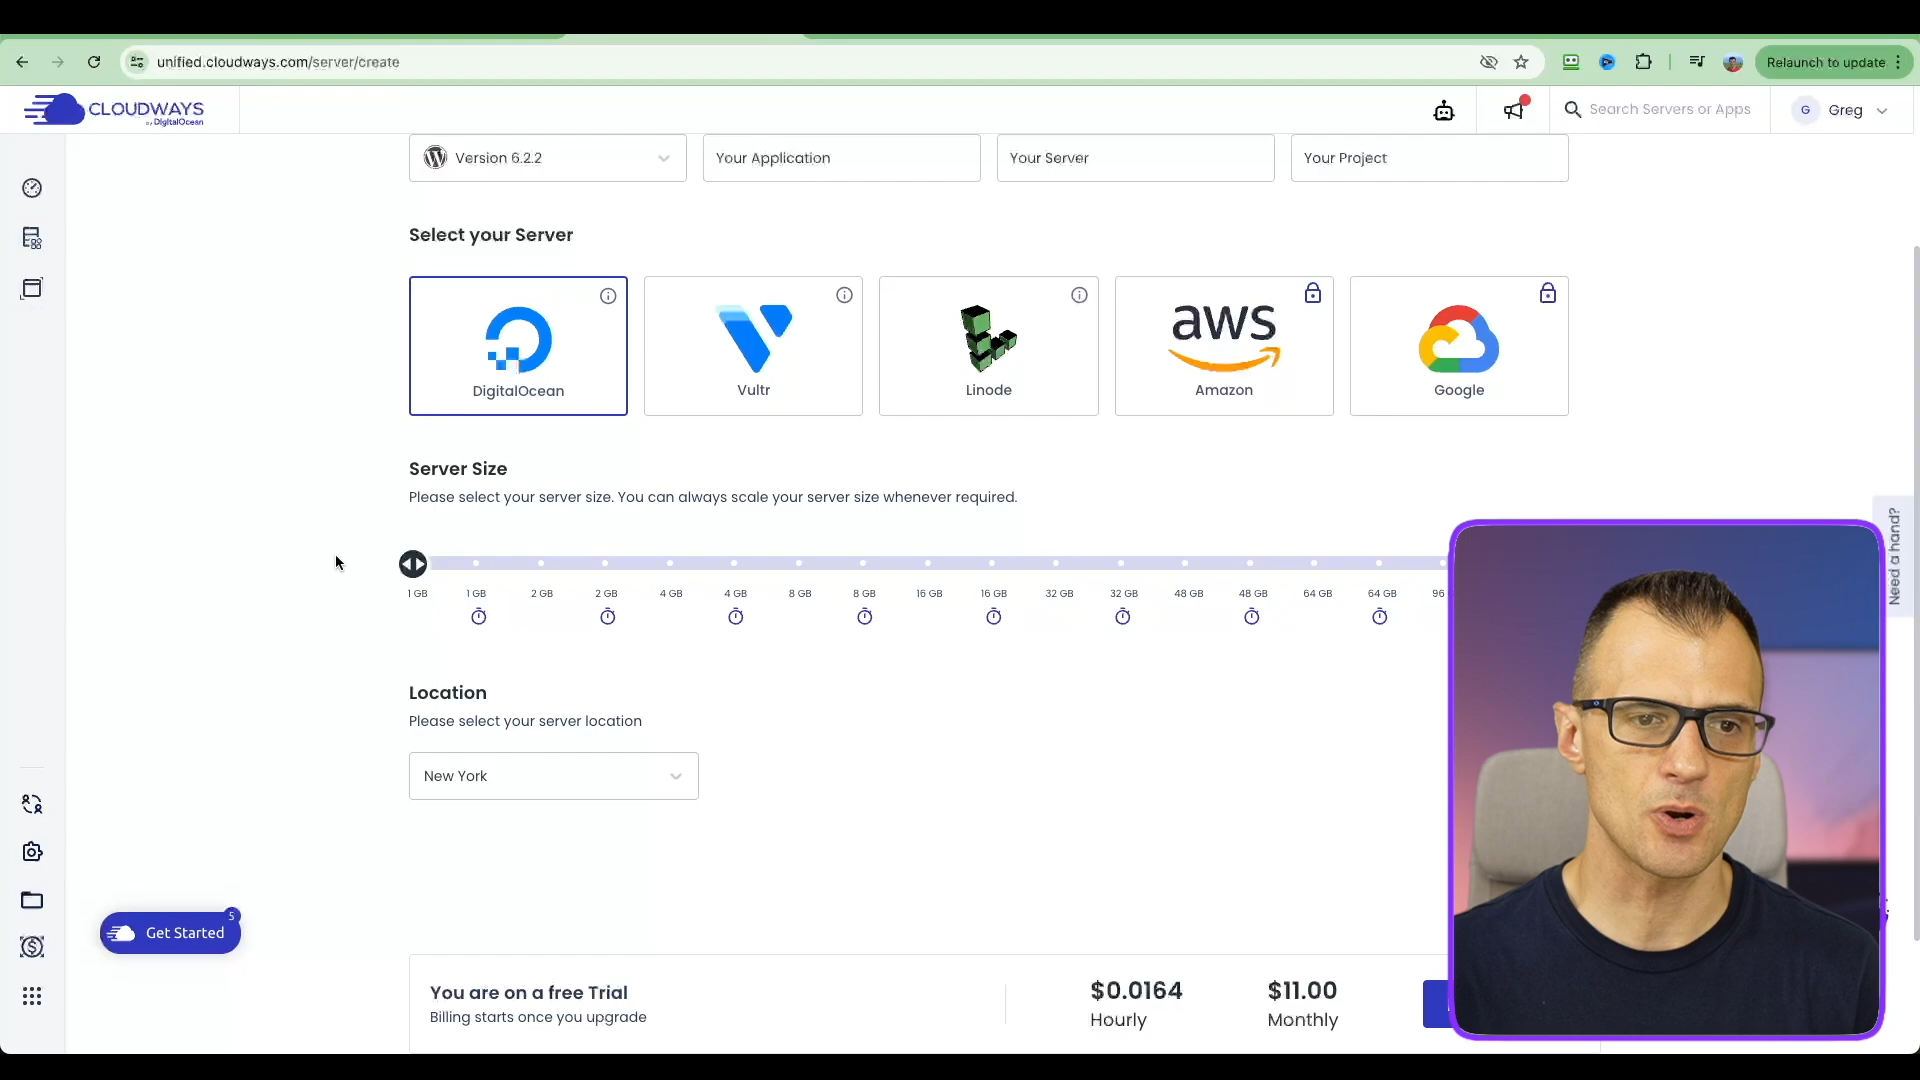 unified.cloudways.com/server/create
Relaunch to update
CLOUDWAYS
by DigitalOcean
Search Servers or Apps
G
Greg
Version 6.2.2
Your Application
Your Server
Your Project
Select your Server
aws
DigitalOcean
Vultr
Linode
Amazon
Google
Server Size
Please select your server size. You can always scale your server size whenever required.
1 GB
1 GB
2 GB
2 GB
4 GB
4 GB
8 GB
8 GB
16 GB
16 GB
32 GB
32 GB
48 GB
48 GB
64 GB
64 GB
96
Need a hand?
Location
Please select your server location
New York
5
Get Started
You are on a free Trial
Billing starts once you upgrade
$0.0164
Hourly
$11.00
Monthly